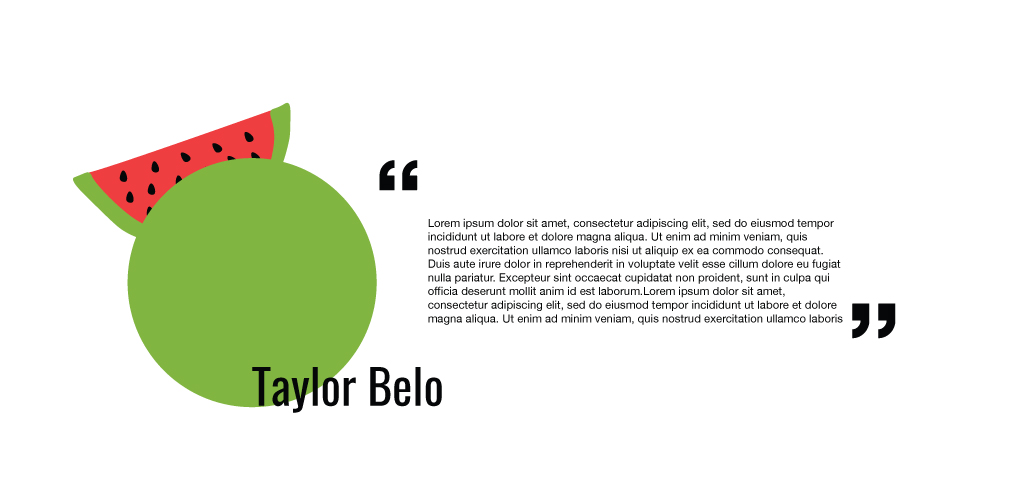 “
Lorem ipsum dolor sit amet, consectetur adipiscing elit, sed do eiusmod tempor
incididunt ut labore et dolore magna aliqua. Ut enim ad minim veniam, quis
nostrud exercitation ullamco laboris nisi ut aliquip ex ea commodo consequat.
Duis aute irure dolor in reprehenderit in voluptate velit esse cillum dolore eu fugiat
nulla pariatur. Excepteur sint occaecat cupidatat non proident, sunt in culpa qui
officia deserunt mollit anim id est laborum.Lorem ipsum dolor sit amet,
consectetur adipiscing elit, sed do eiusmod tempor incididunt ut labore et dolore
magna aliqua. Ut enim ad minim veniam, quis nostrud exercitation ullamco laboris ”
Taylor Belo